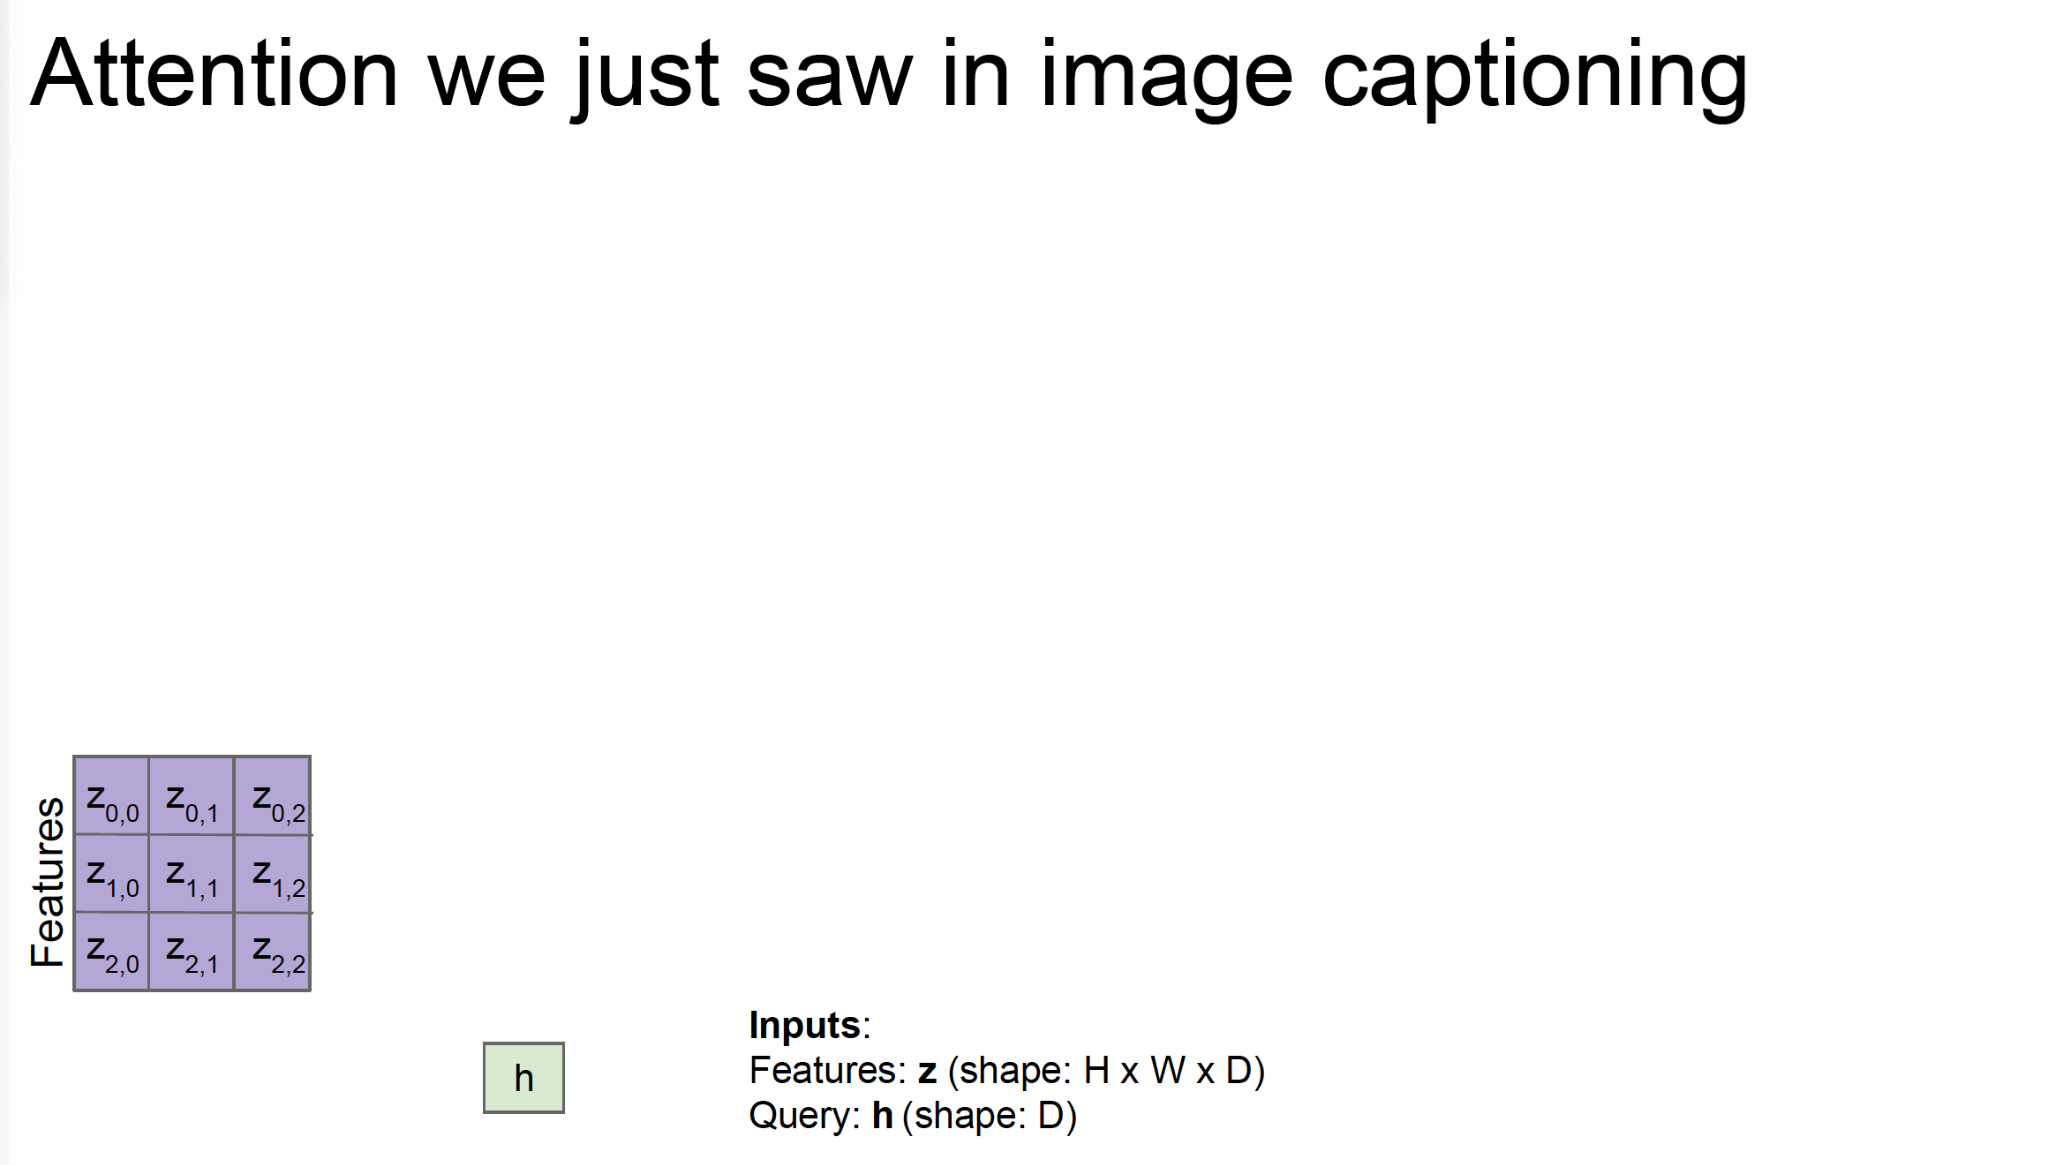 Attention we just saw in image captioning
Features
z0,0 z0,1 z0,2
z1,0 z1,1 z1,2
z2,0 z2,1 z2,2
h
Inputs:
Features: z (shape: H x W x D)
Query: h (shape: D)